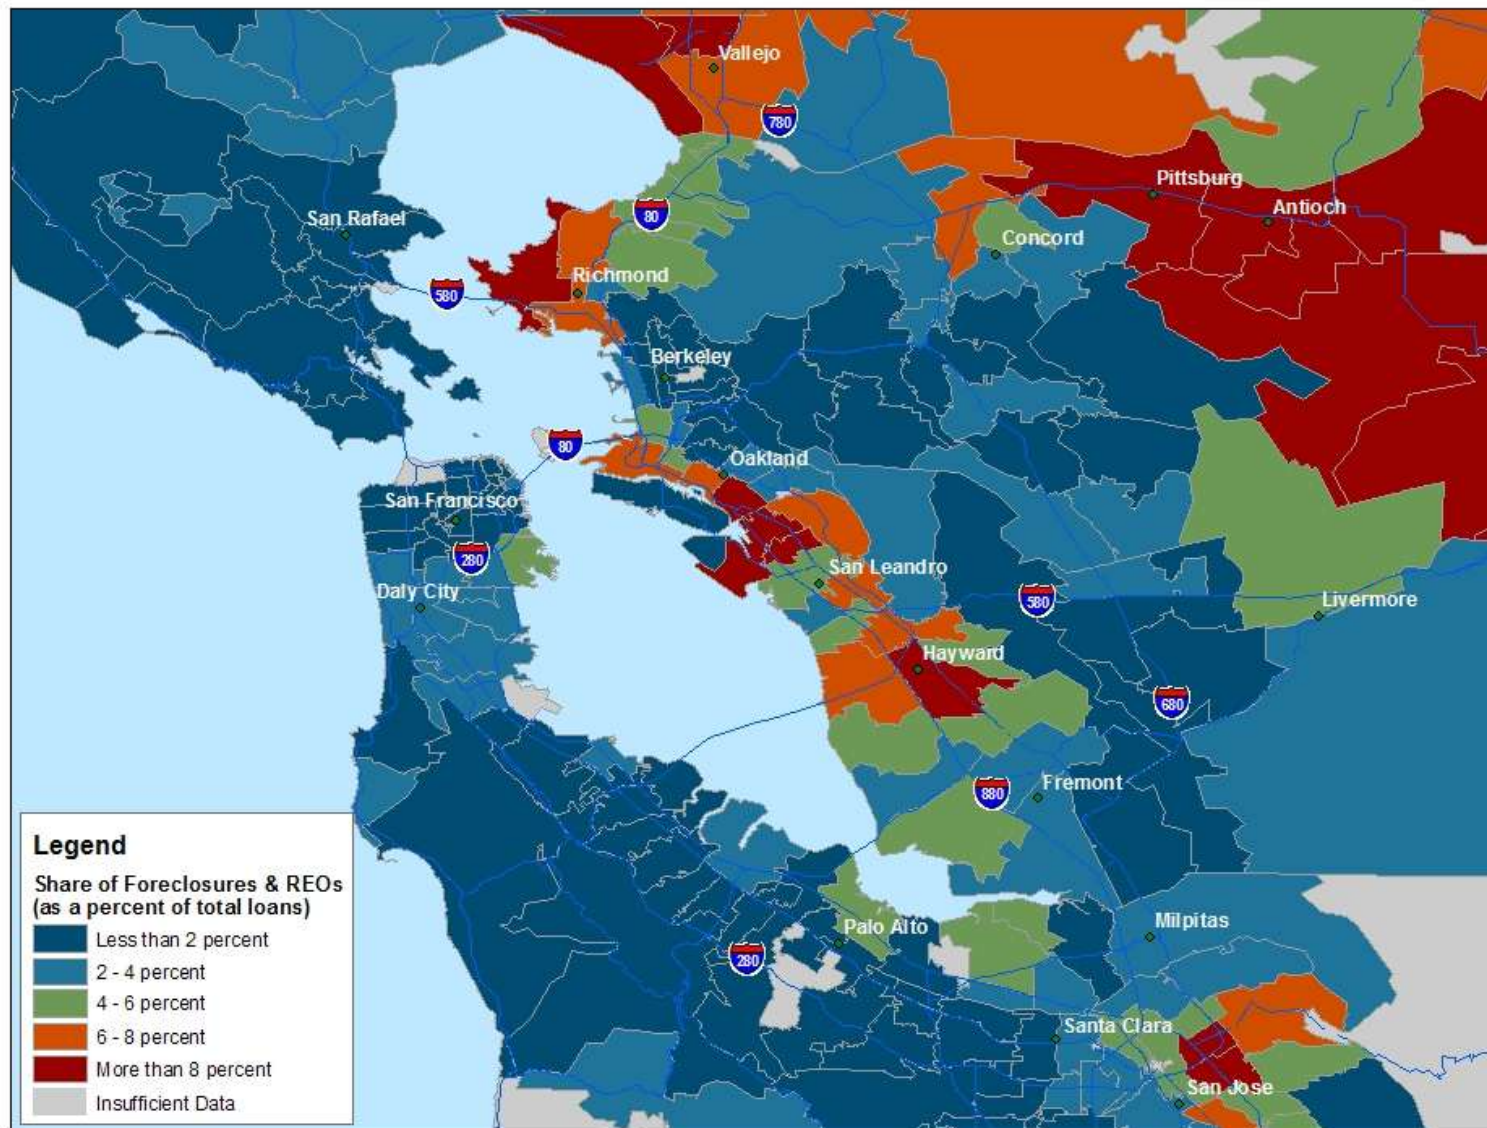 Vallejo
780
Pittsburg
80
Antioch
San Rafael
Concord
Richmond
580
Berkeley
80
Oakland
San Francisco
280
San Leandro
Daly City
580
Livermore
Hayward
680
880
Fremont
Legend
Share of Foreclosures & REOs
(as a percent of total loans)
Less than 2 percent
2 - 4 percent
4 - 6 percent
6 - 8 percent
More than 8 percent
Insufficient Data
Palo Alto
Milpitas
280
Santa Clara
San Jose